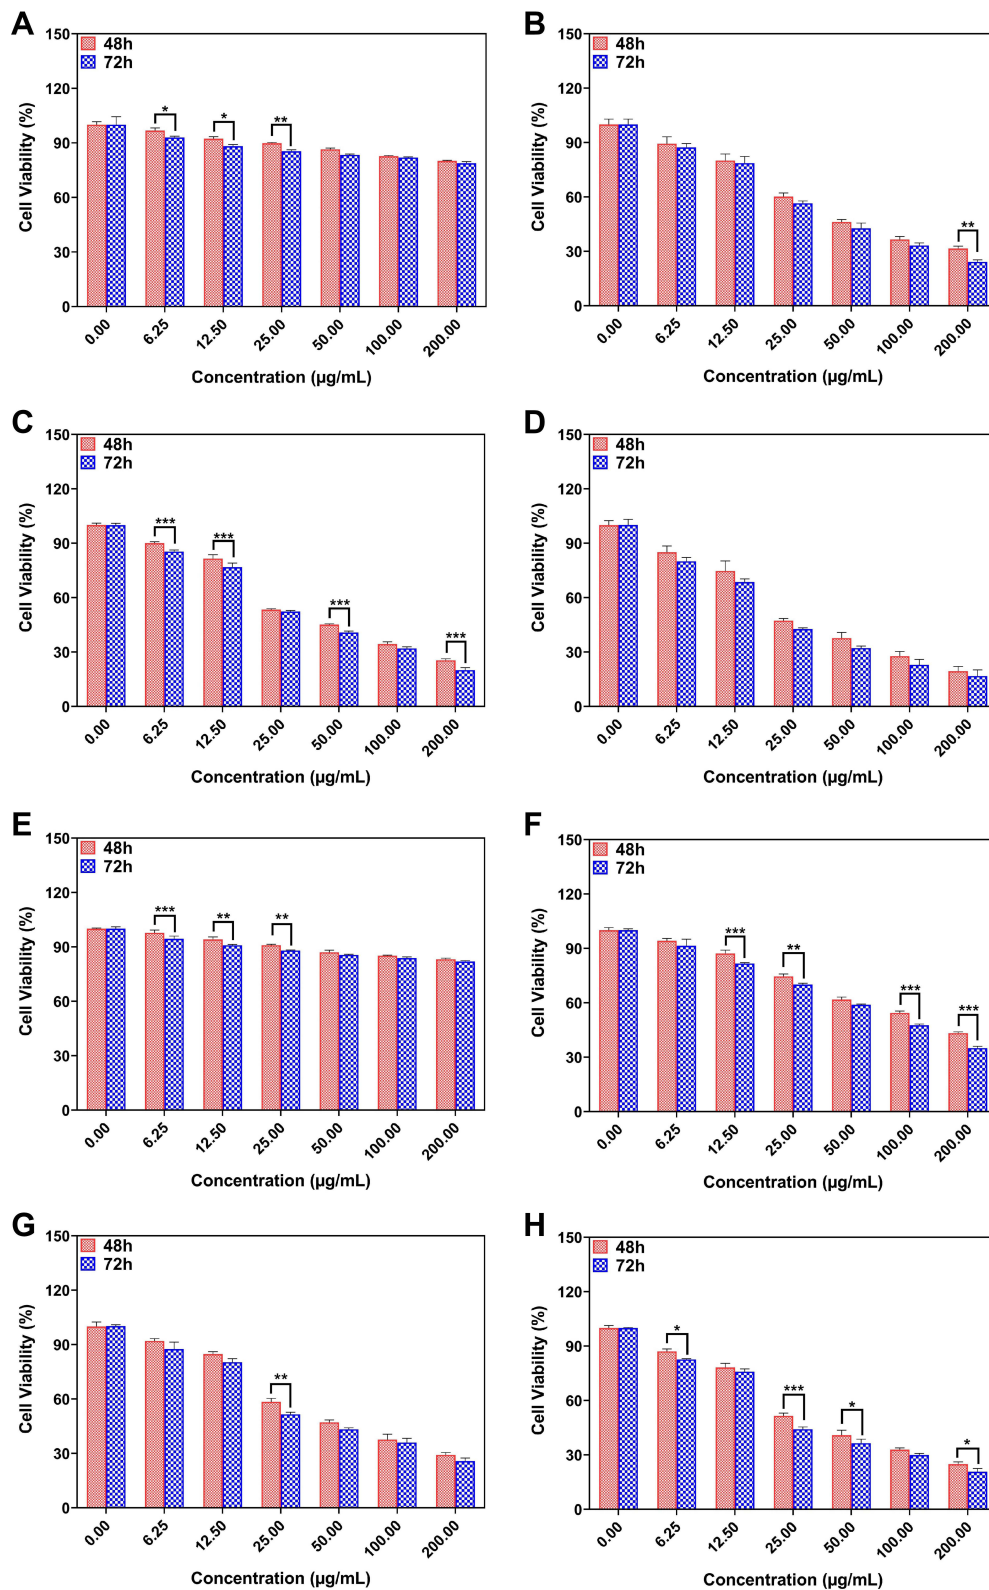 A
48h
72h
Cell Viability (%)
150
120
90
60
30
0
* * **
0.00 6.25 12.50 25.00 50.00 100.00 200.00
Concentration (µg/mL)
B
48h
72h
Cell Viability (%)
150
120
90
60
30
0
**
0.00 6.25 12.50 25.00 50.00 100.00 200.00
Concentration (µg/mL)
C
48h
72h
Cell Viability (%)
150
120
90
60
30
0
*** *** *** ***
0.00 6.25 12.50 25.00 50.00 100.00 200.00
Concentration (µg/mL)
D
48h
72h
Cell Viability (%)
150
120
90
60
30
0
0.00 6.25 12.50 25.00 50.00 100.00 200.00
Concentration (µg/mL)
E
48h
72h
Cell Viability (%)
150
120
90
60
30
0
*** ** **
0.00 6.25 12.50 25.00 50.00 100.00 200.00
Concentration (µg/mL)
F
48h
72h
Cell Viability (%)
150
120
90
60
30
0
*** ** *** ***
0.00 6.25 12.50 25.00 50.00 100.00 200.00
Concentration (µg/mL)
G
48h
72h
Cell Viability (%)
150
120
90
60
30
0
**
0.00 6.25 12.50 25.00 50.00 100.00 200.00
Concentration (µg/mL)
H
48h
72h
Cell Viability (%)
150
120
90
60
30
0
* *** * *
0.00 6.25 12.50 25.00 50.00 100.00 200.00
Concentration (µg/mL)